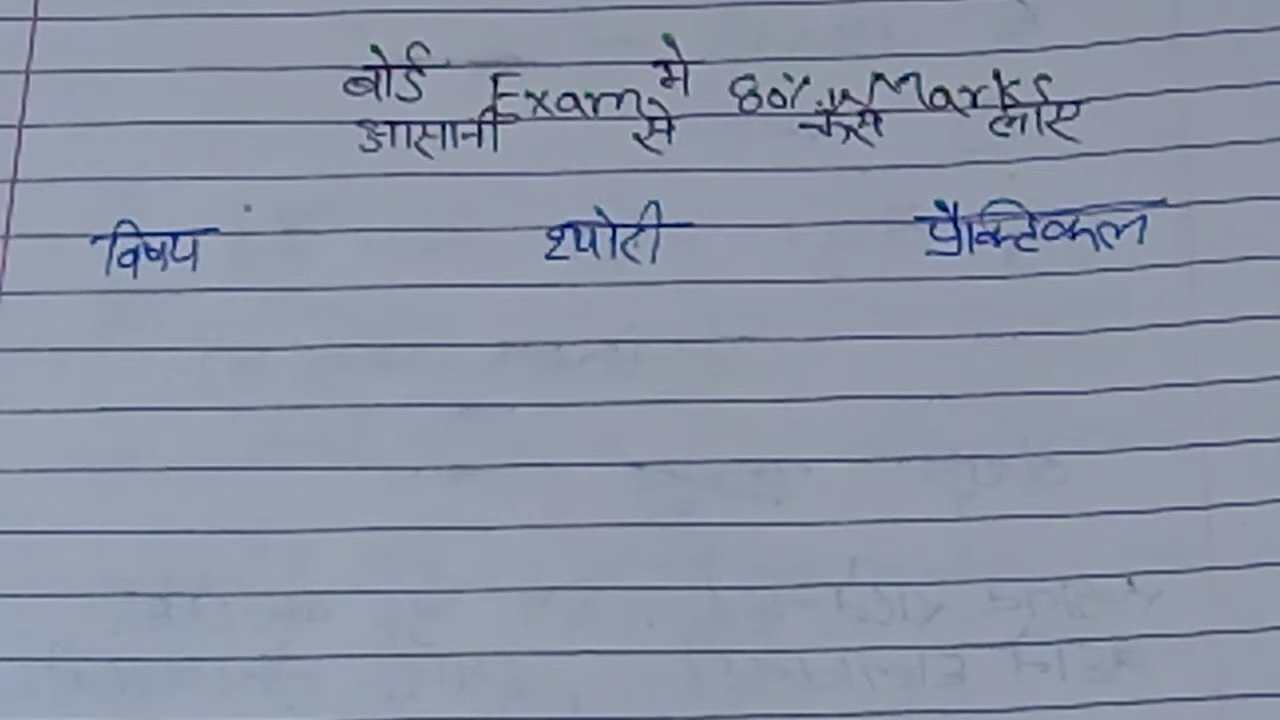 बोर्ड Exam मे 80% Marks
आसानी से कैसे लाए
विषय थ्योरी प्रैक्टिकल